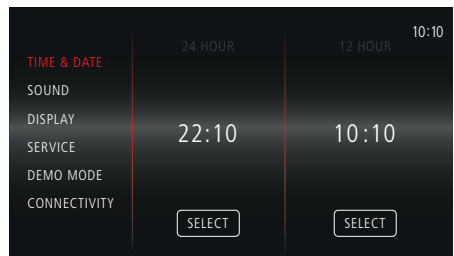 10:10
24 HOUR
12 HOUR
TIME & DATE
SOUND
DISPLAY
SERVICE
DEMO MODE
CONNECTIVITY
22:10
10:10
SELECT
SELECT